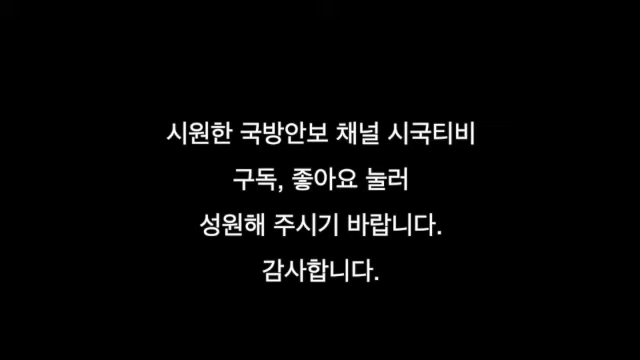 시원한 국방안보 채널 시국티비
구독, 좋아요 눌러
성원해 주시기 바랍니다.
감사합니다.